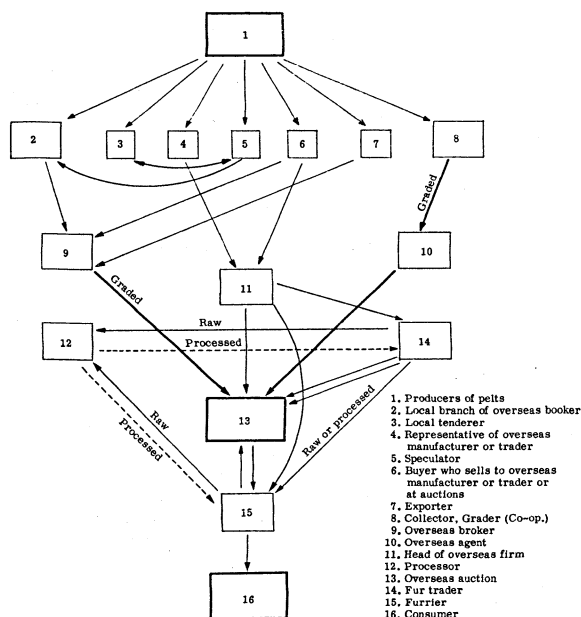 1
2
3
4
5
6
7
8
Graded
9
10
Graded
11
Raw
12
14
Processed
Raw
Processed
13
Raw or processed
15
16
1. Producers of pelts
2. Local branch of overseas booker
3. Local tenderer
4. Representative of overseas
manufacturer or trader
5. Speculator
6. Buyer who sells to overseas
manufacturer or trader or
at auctions
7. Exporter
8. Collector, Grader (Co-op.)
9. Overseas broker
10. Overseas agent
11. Head of overseas firm
12. Processor
13. Overseas auction
14. Fur trader
15. Furrier
16. Consumer